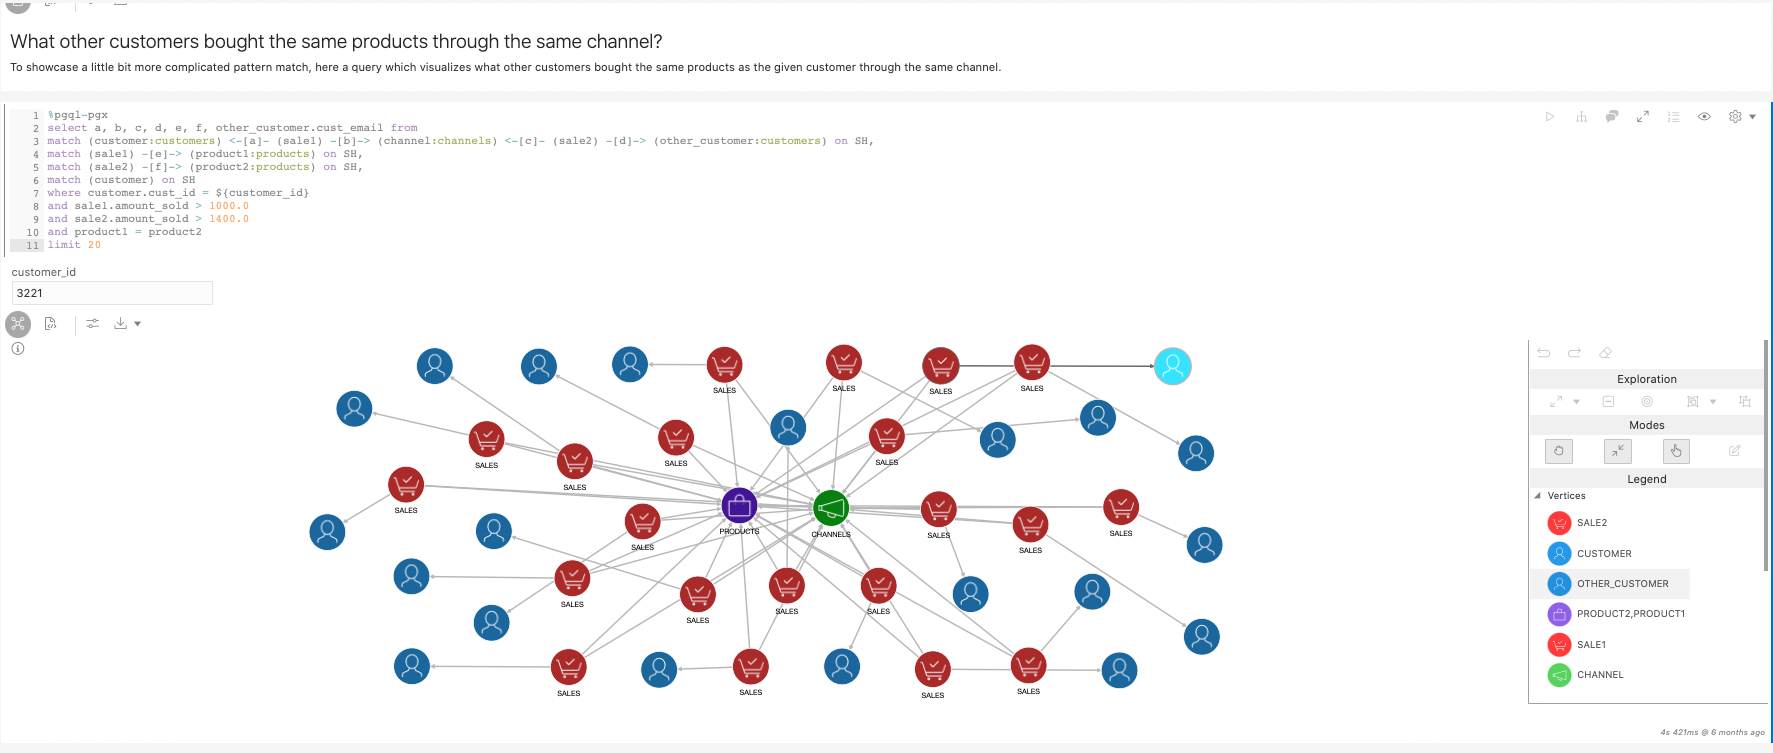 What other customers bought the same products through the same channel?
To showcase a little bit more complicated pattern match, here a query which visualizes what other customers bought the same products as the given customer through the same channel.
1 %pgql-pgx
2 select a, b, c, d, e, f, other_customer.cust_email from
3 match (customer:customers) <-[a]- (sale1) -[b]-> (channel:channels) <-[c]- (sale2) -[d]-> (other_customer:customers) on SH,
4 match (sale1) -[e]-> (product1:products) on SH,
5 match (sale2) -[f]-> (product2:products) on SH,
6 match (customer) on SH
7 where customer.cust_id = ${customer_id}
8 and sale1.amount_sold > 1000.0
9 and sale2.amount_sold > 1400.0
10 and product1 = product2
11 limit 20
customer_id
3221
SALES
SALES
SALES
SALES
SALES
SALES
SALES
SALES
SALES
SALES
SALES
PRODUCTS
CHANNELS
SALES
SALES
SALES
SALES
SALES
SALES
SALES
SALES
SALES
SALES
SALES
Exploration
Modes
Legend
Vertices
SALE2
CUSTOMER
OTHER_CUSTOMER
PRODUCT2,PRODUCT1
SALE1
CHANNEL
4s 421ms @ 6 months ago